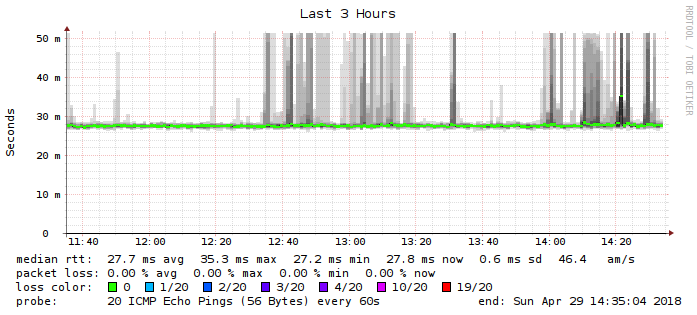 Last 3 Hours
RRDTOOL / TOBI OETIKER
Seconds
50 m
40 m
30 m
20 m
10 m
0
11:40 12:00 12:20 12:40 13:00 13:20 13:40 14:00 14:20
median rtt: 27.7 ms avg 35.3 ms max 27.2 ms min 27.8 ms now 0.6 ms sd 46.4 am/s
packet loss: 0.00 % avg 0.00 % max 0.00 % min 0.00 % now
loss color: 0 1/20 2/20 3/20 4/20 10/20 19/20
probe: 20 ICMP Echo Pings (56 Bytes) every 60s end: Sun Apr 29 14:35:04 2018